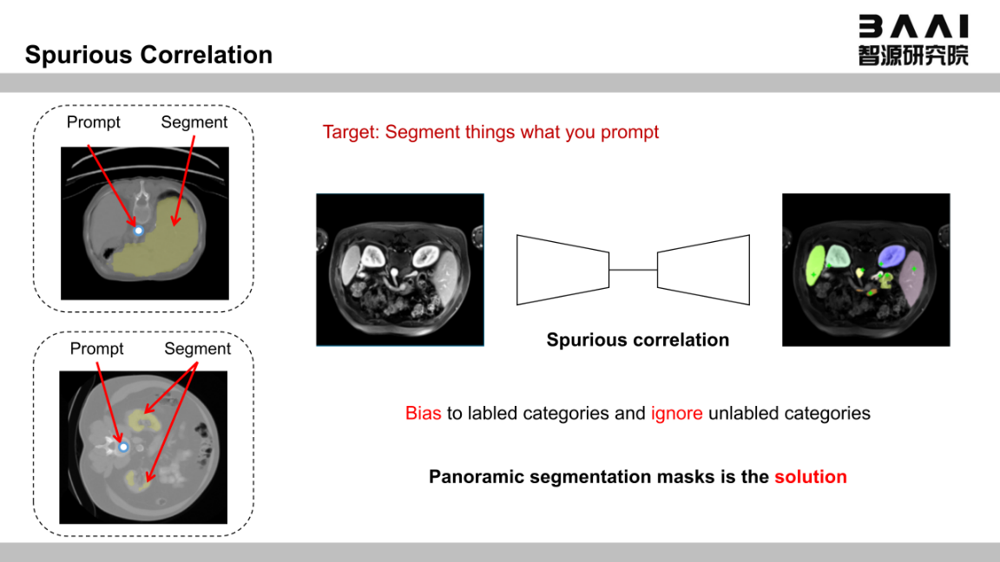 Spurious Correlation
BAAI
智源研究院
Prompt
Segment
Target: Segment things what you prompt
Spurious correlation
Prompt
Segment
Bias to labled categories and ignore unlabled categories
Panoramic segmentation masks is the solution